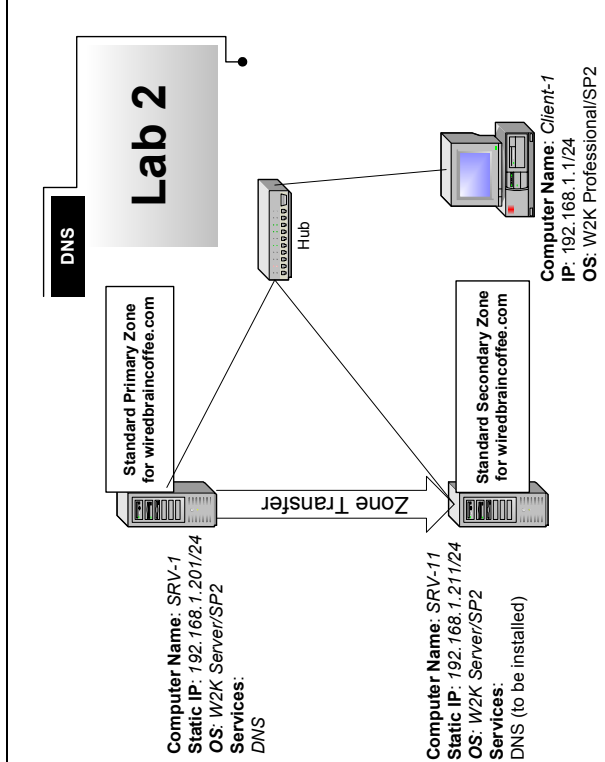 DNS
Lab 2
Standard Primary Zone
for wiredbraincoffee.com
Computer Name: SRV-1
Static IP: 192.168.1.201/24
OS: W2K Server/SP2
Services:
DNS
Hub
Zone Transfer
Standard Secondary Zone
for wiredbraincoffee.com
Computer Name: SRV-11
Static IP: 192.168.1.211/24
OS: W2K Server/SP2
Services:
DNS (to be installed)
Computer Name: Client-1
IP: 192.168.1.1/24
OS: W2K Professional/SP2